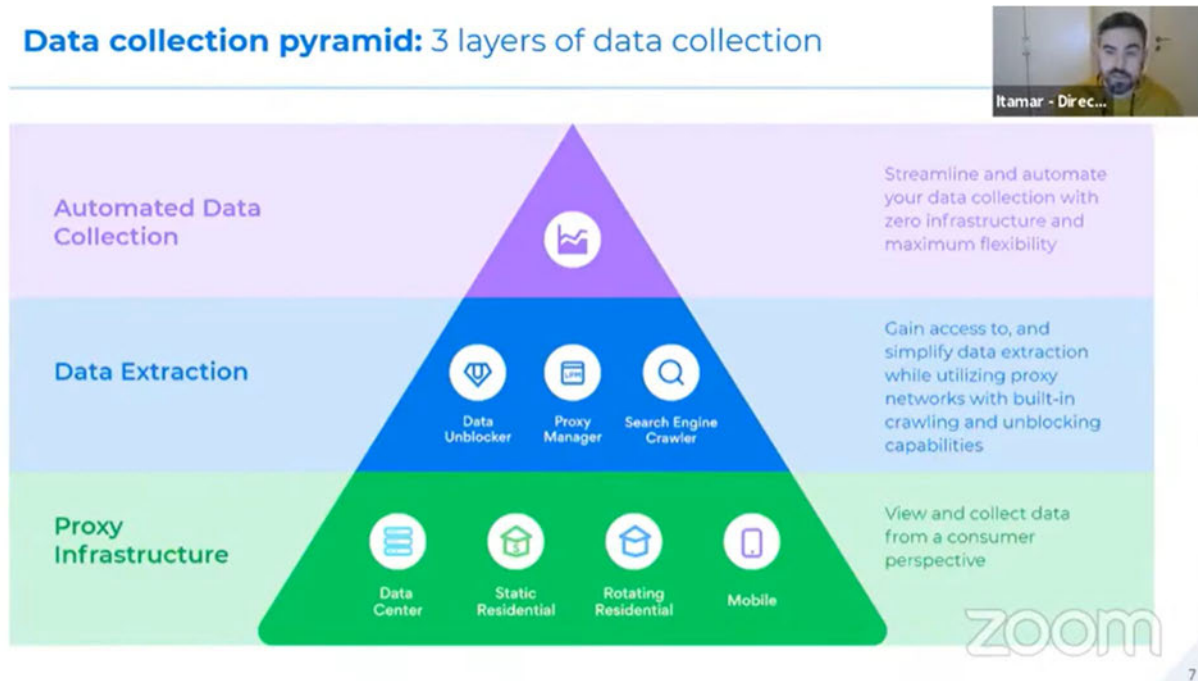 Data collection pyramid: 3 layers of data collection
Itamar - Direc...
Automated Data
Collection
Streamline and automate
your data collection with
zero infrastructure and
maximum flexibility
Data Extraction
Data
Unblocker
LPM
Proxy
Manager
Search Engine
Crawler
Gain access to, and
simplify data extraction
while utilizing proxy
networks with built-in
crawling and unblocking
capabilities
Proxy
Infrastructure
Data
Center
$
Static
Residential
Rotating
Residential
Mobile
View and collect data
from a consumer
perspective
zoom
7